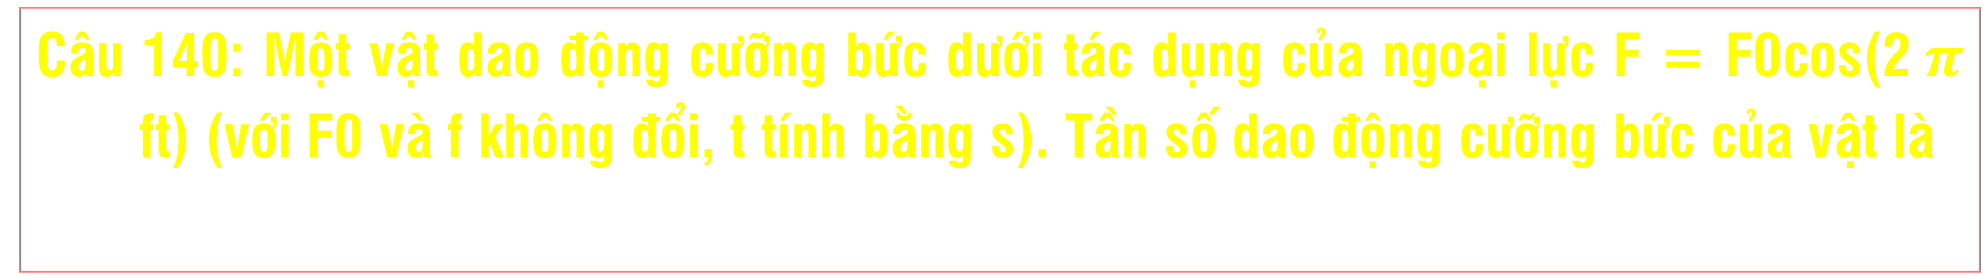 Câu 140: Một vật dao động cưỡng bức dưới tác dụng của ngoại lực F = F0cos(2 π
ft) (với F0 và f không đổi, t tính bằng s). Tần số dao động cưỡng bức của vật là